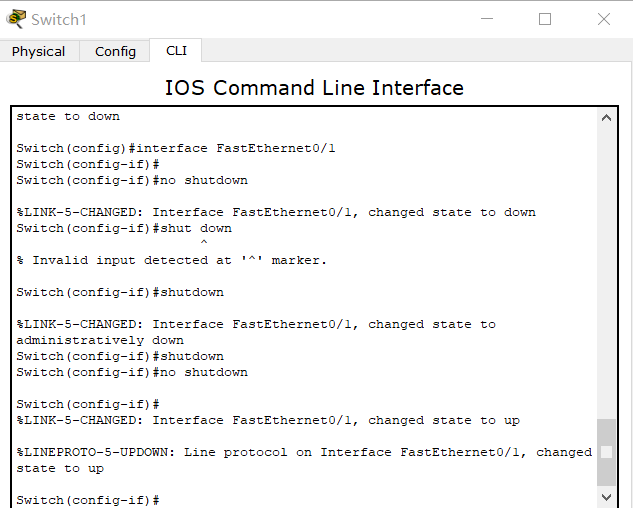 Switch1
Physical Config CLI
IOS Command Line Interface
state to down
Switch(config)#interface FastEthernet0/1
Switch(config-if)#
Switch(config-if)#no shutdown
%LINK-5-CHANGED: Interface FastEthernet0/1, changed state to down
Switch(config-if)#shut down
^
% Invalid input detected at '^' marker.
Switch(config-if)#shutdown
%LINK-5-CHANGED: Interface FastEthernet0/1, changed state to
administratively down
Switch(config-if)#shutdown
Switch(config-if)#no shutdown
Switch(config-if)#
%LINK-5-CHANGED: Interface FastEthernet0/1, changed state to up
%LINEPROTO-5-UPDOWN: Line protocol on Interface FastEthernet0/1, changed
state to up
Switch(config-if)#